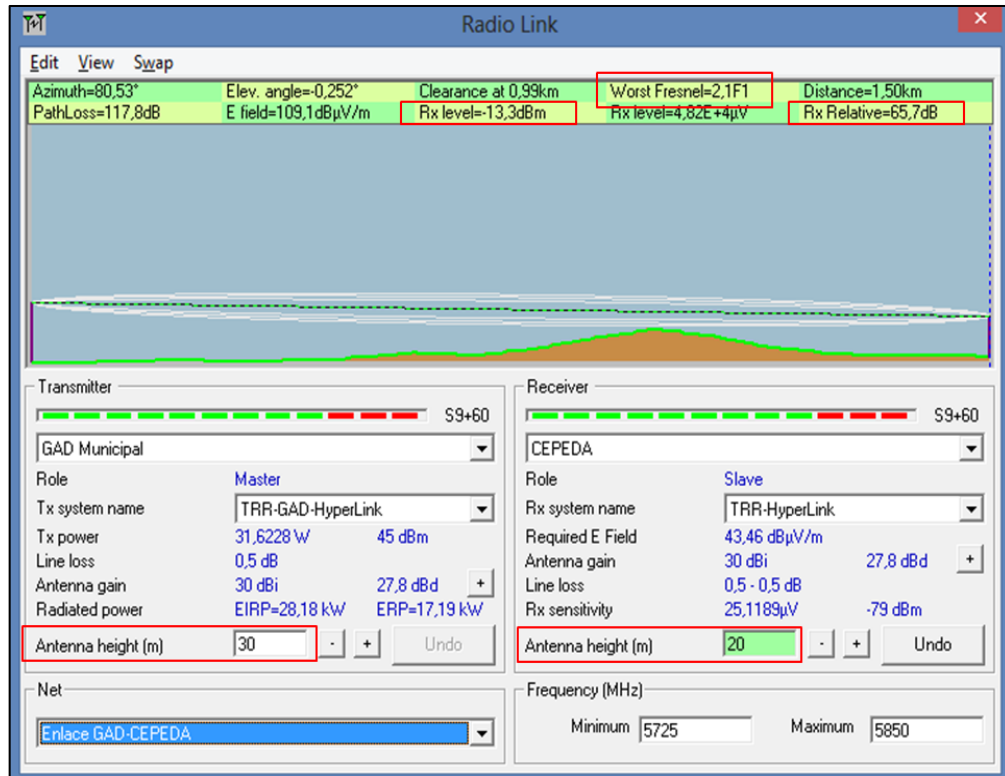 Radio Link
Edit View Swap
Azimuth=80,53° Elev. angle=-0,252° Clearance at 0,99km Worst Fresnel=2,1F1 Distance=1,50km
PathLoss=117,8dB E field=109,1dBµV/m Rx level=-13,3dBm Rx level=4,82E+4µV Rx Relative=65,7dB
Transmitter
S9+60
GAD Municipal
Role Master
Tx system name TRR-GAD-HyperLink
Tx power 31,6228 W 45 dBm
Line loss 0,5 dB
Antenna gain 30 dBi 27,8 dBd +
Radiated power EIRP=28,18 kW ERP=17,19 kW
Antenna height (m) 30 - + Undo
Net
Enlace GAD-CEPEDA
Receiver
S9+60
CEPEDA
Role Slave
Rx system name TRR-HyperLink
Required E Field 43,46 dBµV/m
Antenna gain 30 dBi 27,8 dBd +
Line loss 0,5 - 0,5 dB
Rx sensitivity 25,1189µV -79 dBm
Antenna height (m) 20 - + Undo
Frequency (MHz)
Minimum 5725 Maximum 5850